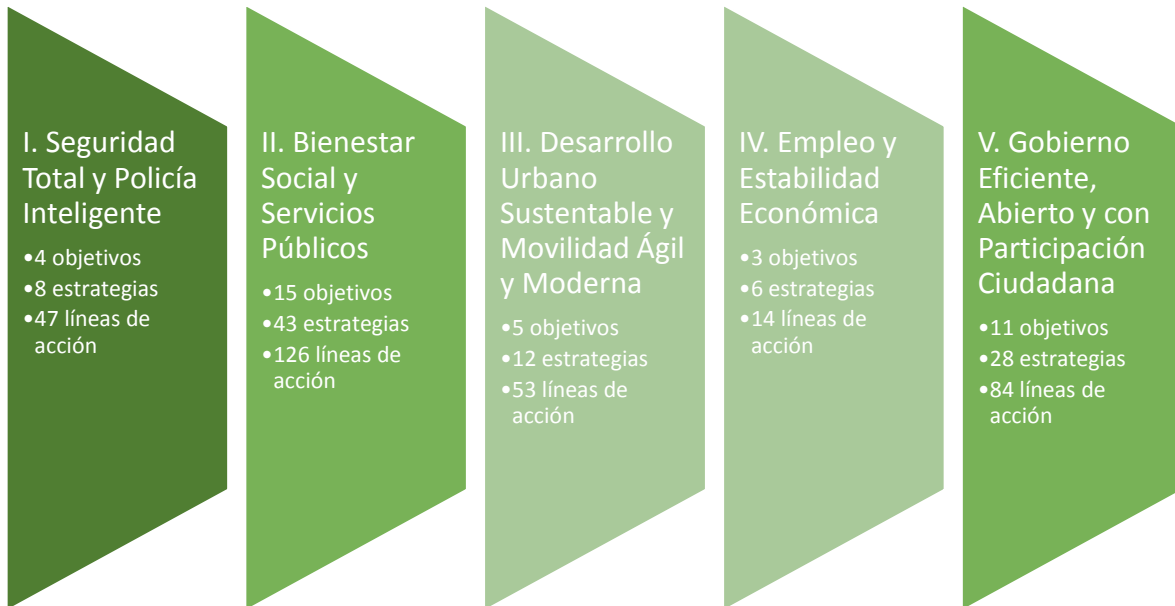 I. Seguridad
Total y Policía
Inteligente
•4 objetivos
•8 estrategias
•47 líneas de
acción
II. Bienestar
Social y
Servicios
Públicos
•15 objetivos
•43 estrategias
•126 líneas de
acción
III. Desarrollo
Urbano
Sustentable y
Movilidad Ágil
y Moderna
•5 objetivos
•12 estrategias
•53 líneas de
acción
IV. Empleo y
Estabilidad
Económica
•3 objetivos
•6 estrategias
•14 líneas de
acción
V. Gobierno
Eficiente,
Abierto y con
Participación
Ciudadana
•11 objetivos
•28 estrategias
•84 líneas de
acción